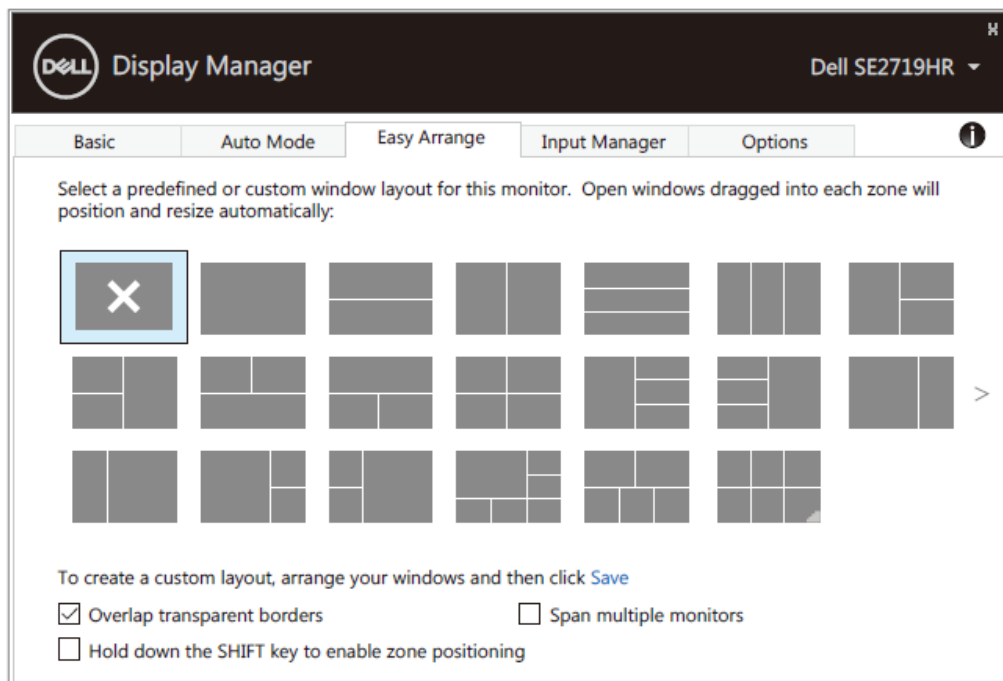 DELL Display Manager
Dell SE2719HR
Basic
Auto Mode
Easy Arrange
Input Manager
Options
Select a predefined or custom window layout for this monitor. Open windows dragged into each zone will
position and resize automatically:
>
To create a custom layout, arrange your windows and then click Save
Overlap transparent borders
Span multiple monitors
Hold down the SHIFT key to enable zone positioning